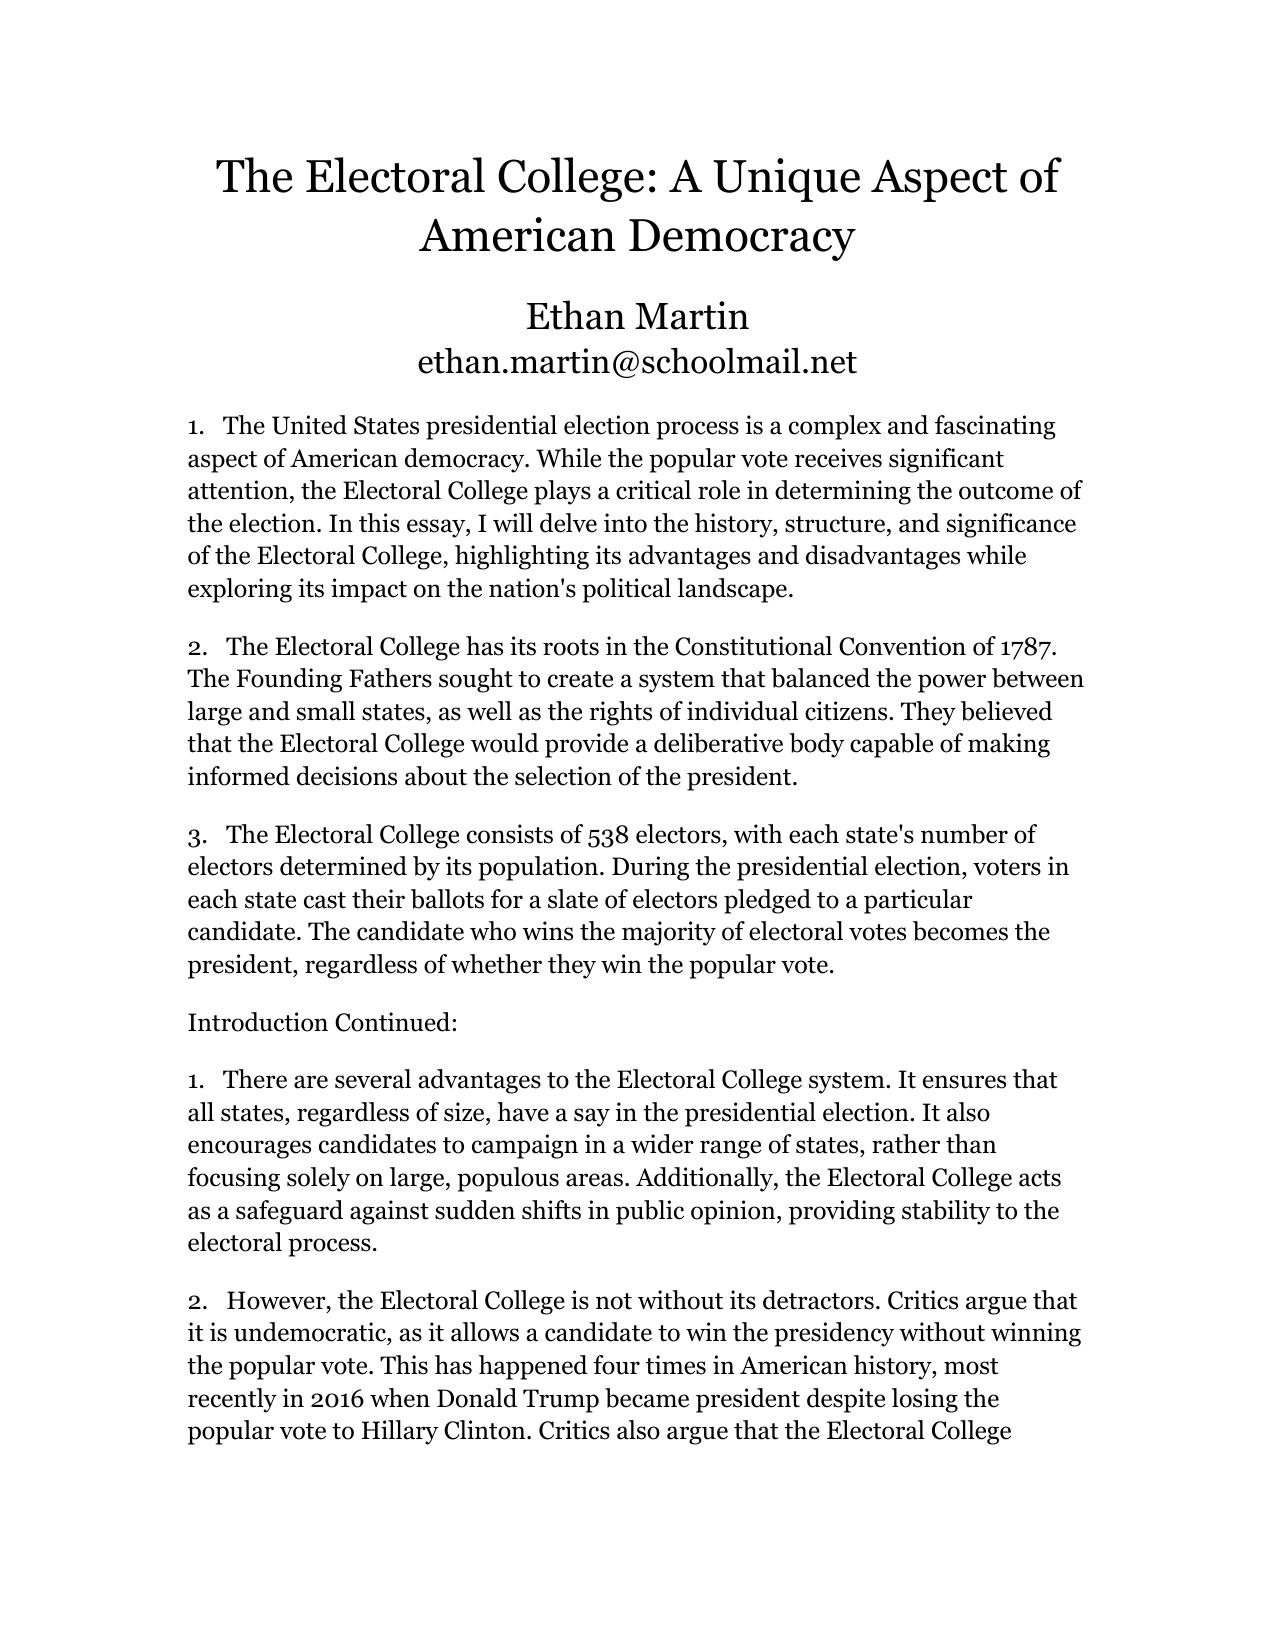 The Electoral College: A Unique Aspect of
American Democracy
Ethan Martin
ethan.martin@schoolmail.net
1. The United States presidential election process is a complex and fascinating
aspect of American democracy. While the popular vote receives significant
attention, the Electoral College plays a critical role in determining the outcome of
the election. In this essay, I will delve into the history, structure, and significance
of the Electoral College, highlighting its advantages and disadvantages while
exploring its impact on the nation's political landscape.
2. The Electoral College has its roots in the Constitutional Convention of 1787.
The Founding Fathers sought to create a system that balanced the power between
large and small states, as well as the rights of individual citizens. They believed
that the Electoral College would provide a deliberative body capable of making
informed decisions about the selection of the president.
3. The Electoral College consists of 538 electors, with each state's number of
electors determined by its population. During the presidential election, voters in
each state cast their ballots for a slate of electors pledged to a particular
candidate. The candidate who wins the majority of electoral votes becomes the
president, regardless of whether they win the popular vote.
Introduction Continued:
1. There are several advantages to the Electoral College system. It ensures that
all states, regardless of size, have a say in the presidential election. It also
encourages candidates to campaign in a wider range of states, rather than
focusing solely on large, populous areas. Additionally, the Electoral College acts
as a safeguard against sudden shifts in public opinion, providing stability to the
electoral process.
2. However, the Electoral College is not without its detractors. Critics argue that
it is undemocratic, as it allows a candidate to win the presidency without winning
the popular vote. This has happened four times in American history, most
recently in 2016 when Donald Trump became president despite losing the
popular vote to Hillary Clinton. Critics also argue that the Electoral College